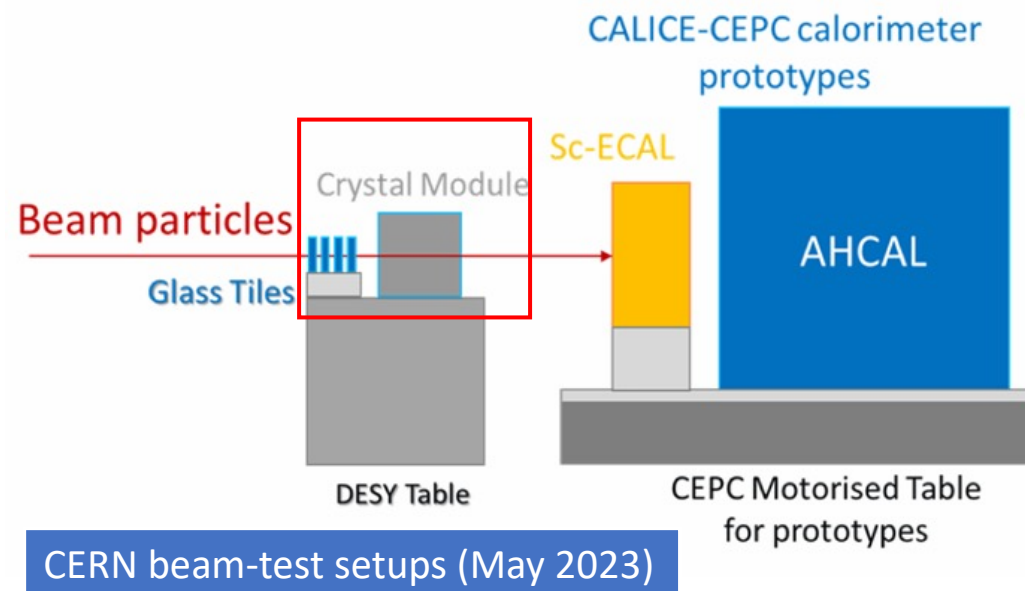 CALICE-CEPC calorimeter
prototypes
Sc-ECAL
Crystal Module
Beam particles
AHCAL
Glass Tiles
DESY Table
CEPC Motorised Table
for prototypes
CERN beam-test setups (May 2023)